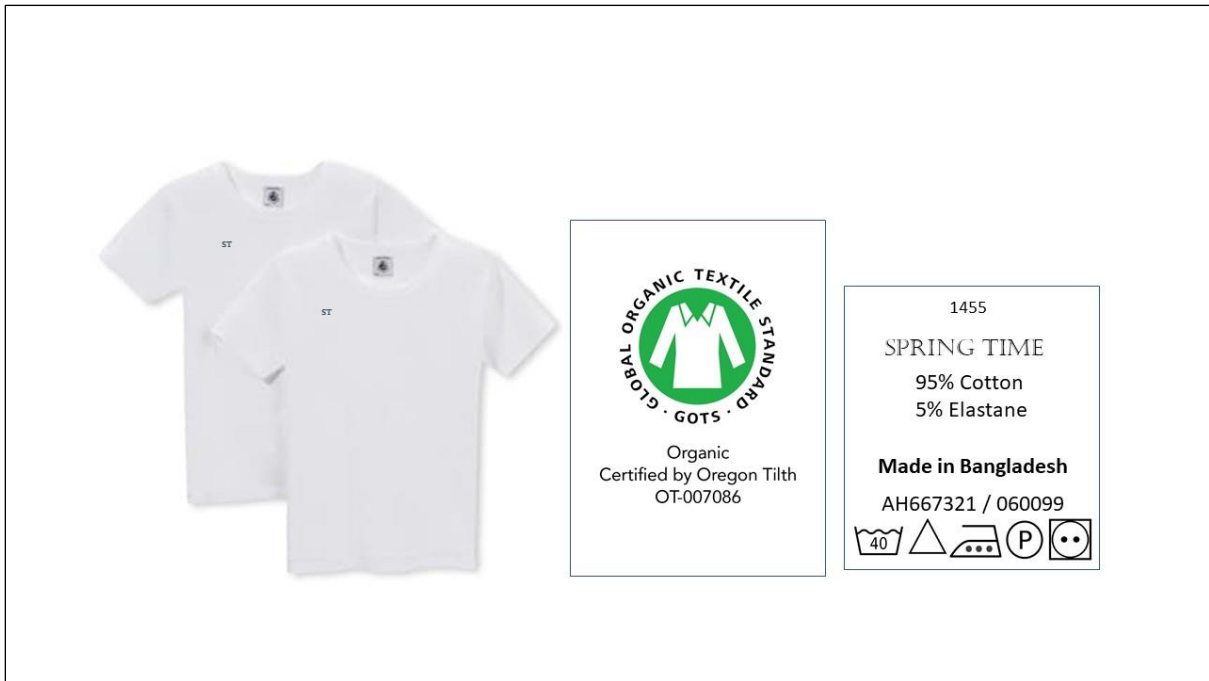 ST
ST
GLOBAL ORGANIC TEXTILE STANDARD · GOTS ·
Organic
Certified by Oregon Tilth
OT-007086
1455
SPRING TIME
95% Cotton
5% Elastane
Made in Bangladesh
AH667321 / 060099
40
P